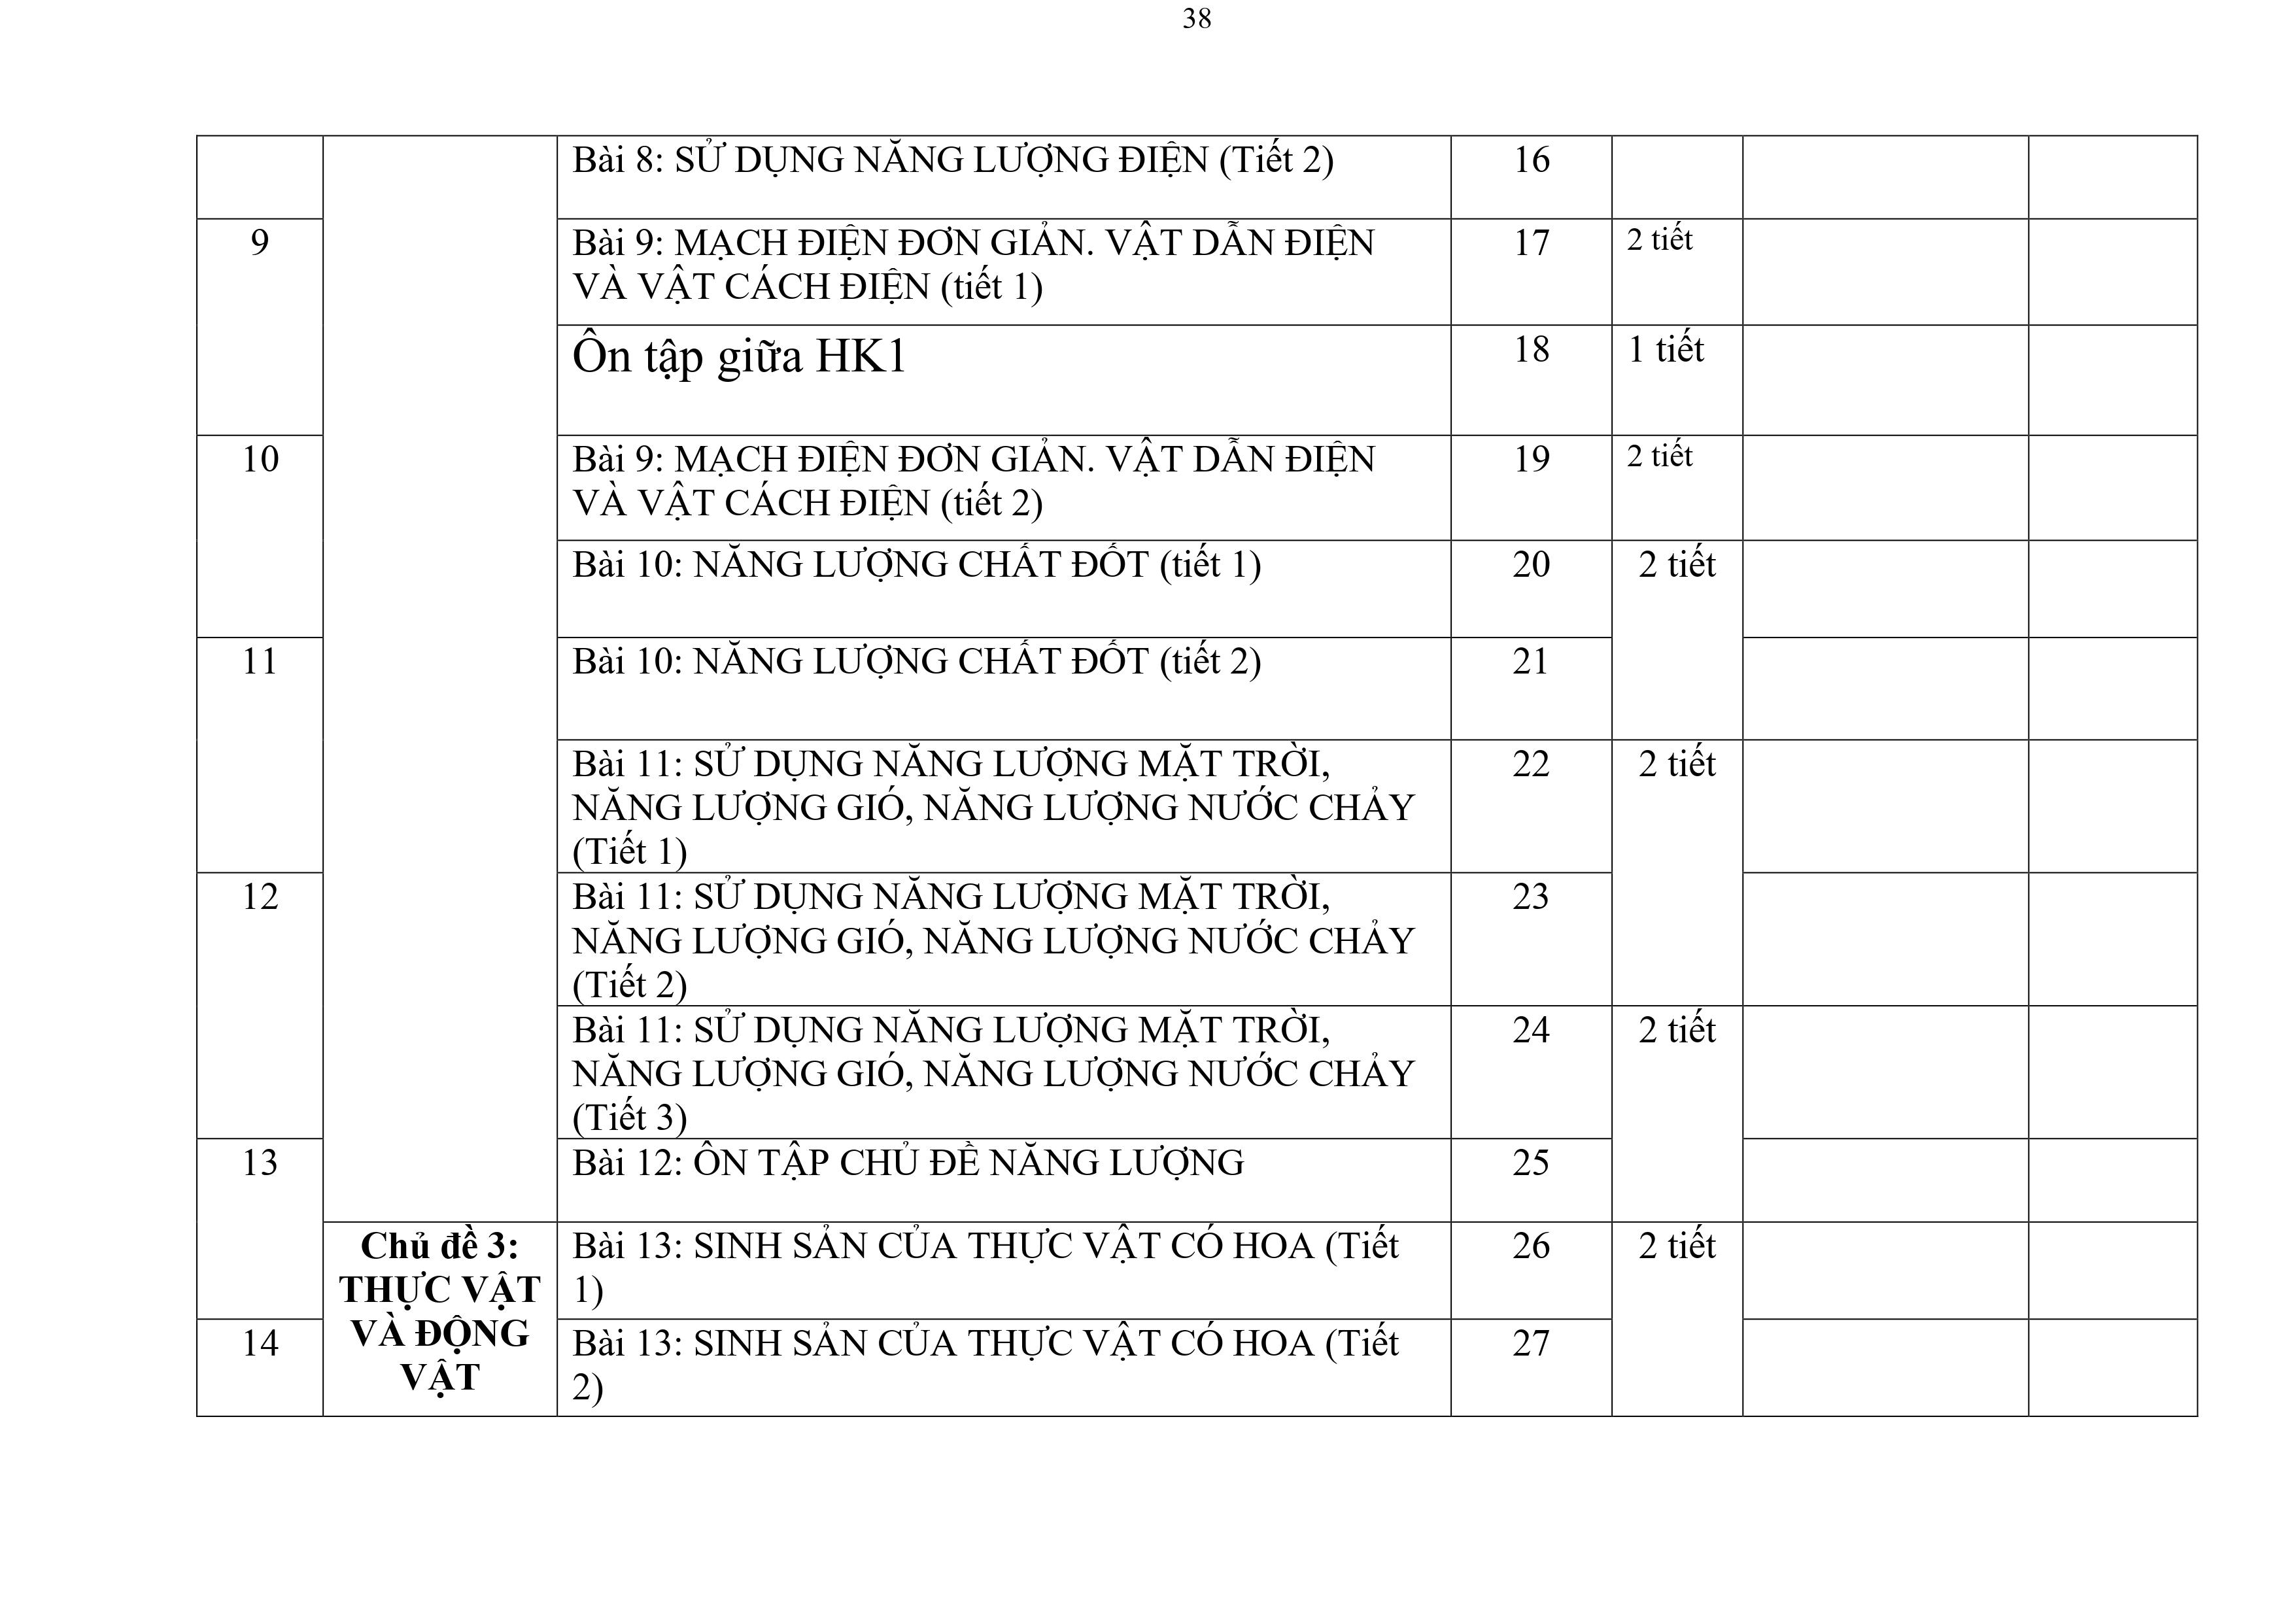 38
Bài 8: SỬ DỤNG NĂNG LƯỢNG ĐIỆN (Tiết 2) 16
9 Bài 9: MẠCH ĐIỆN ĐƠN GIẢN. VẬT DẪN ĐIỆN 17 2 tiết
VÀ VẬT CÁCH ĐIỆN (tiết 1)
Ôn tập giữa HK1 18 1 tiết
10 Bài 9: MẠCH ĐIỆN ĐƠN GIẢN. VẬT DẪN ĐIỆN 19 2 tiết
VÀ VẬT CÁCH ĐIỆN (tiết 2)
Bài 10: NĂNG LƯỢNG CHẤT ĐỐT (tiết 1) 20 2 tiết
11 Bài 10: NĂNG LƯỢNG CHẤT ĐỐT (tiết 2) 21
Bài 11: SỬ DỤNG NĂNG LƯỢNG MẶT TRỜI, 22 2 tiết
NĂNG LƯỢNG GIÓ, NĂNG LƯỢNG NƯỚC CHẢY
(Tiết 1)
12 Bài 11: SỬ DỤNG NĂNG LƯỢNG MẶT TRỜI, 23
NĂNG LƯỢNG GIÓ, NĂNG LƯỢNG NƯỚC CHẢY
(Tiết 2)
Bài 11: SỬ DỤNG NĂNG LƯỢNG MẶT TRỜI, 24 2 tiết
NĂNG LƯỢNG GIÓ, NĂNG LƯỢNG NƯỚC CHẢY
(Tiết 3)
13 Bài 12: ÔN TẬP CHỦ ĐỀ NĂNG LƯỢNG 25
Chủ đề 3: Bài 13: SINH SẢN CỦA THỰC VẬT CÓ HOA (Tiết 26 2 tiết
THỰC VẬT 1)
14 VÀ ĐỘNG Bài 13: SINH SẢN CỦA THỰC VẬT CÓ HOA (Tiết 27
VẬT 2)